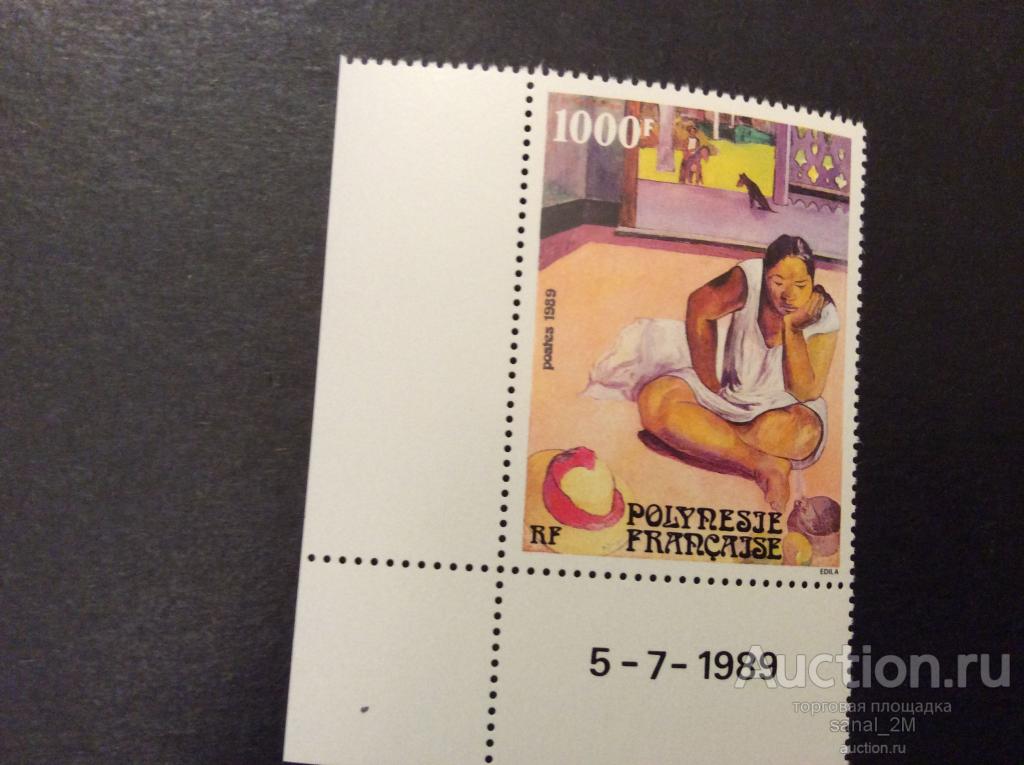 1000F
postes 1989
RF
POLYNESIE
FRANÇAISE
EDILA
5-7-1989
Auction.ru
торговая площадка
sanal_2M
auction.ru